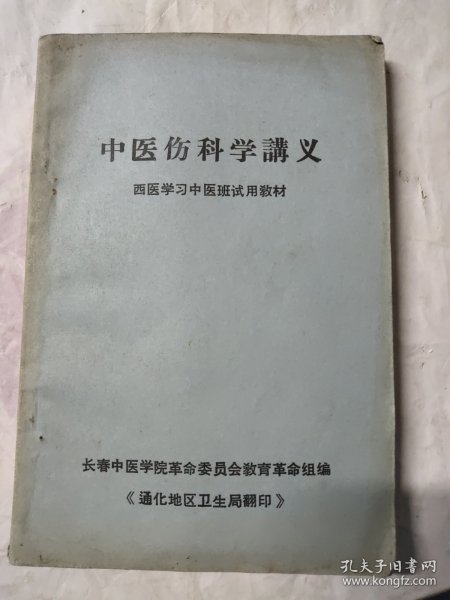 中医伤科学講义
西医学习中医班试用教材
长春中医学院革命委员会教育革命组编
《通化地区卫生局翻印》
孔夫子旧书网
www.kongfz.com